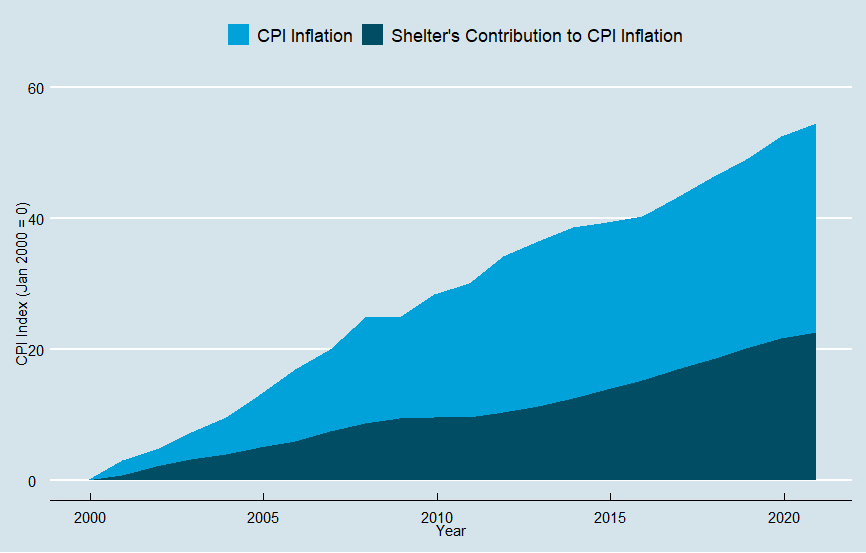 CPI Inflation Shelter's Contribution to CPI Inflation
60
40
20
0
CPI Index (Jan 2000 = 0)
2000 2005 2010 2015 2020
Year